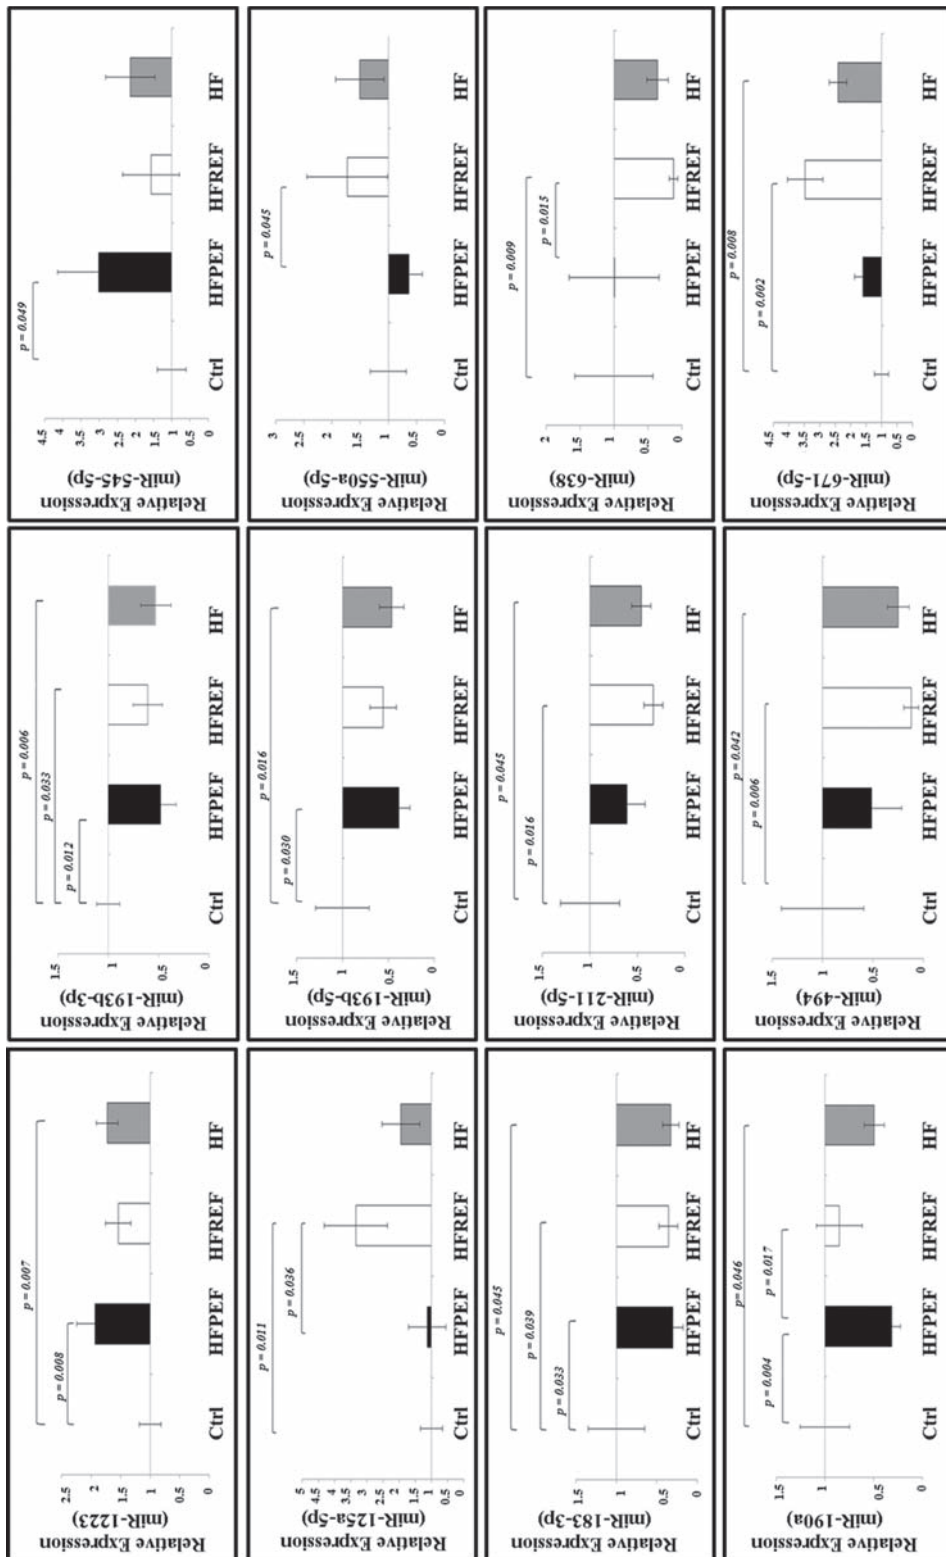 Relative Expression
(miR-1223)
2.5
2
1.5
1
0.5
0
p = 0.007
p = 0.008
Ctrl HFPEF HFREF HF
Relative Expression
(miR-193b-3p)
1.5
1
0.5
0
p = 0.006
p = 0.033
p = 0.012
Ctrl HFPEF HFREF HF
Relative Expression
(miR-545-5p)
4.5
4
3.5
3
2.5
2
1.5
1
0.5
0
p = 0.049
Ctrl HFPEF HFREF HF
Relative Expression
(miR-125a-5p)
5
4.5
4
3.5
3
2.5
2
1.5
1
0.5
0
p = 0.011
p = 0.036
Ctrl HFPEF HFREF HF
Relative Expression
(miR-193b-5p)
1.5
1
0.5
0
p = 0.016
p = 0.030
Ctrl HFPEF HFREF HF
Relative Expression
(miR-550a-5p)
3
2.5
2
1.5
1
0.5
0
p = 0.045
Ctrl HFPEF HFREF HF
Relative Expression
(miR-183-3p)
1.5
1
0.5
0
p = 0.045
p = 0.039
p = 0.033
Ctrl HFPEF HFREF HF
Relative Expression
(miR-211-5p)
1.5
1
0.5
0
p = 0.045
p = 0.016
Ctrl HFPEF HFREF HF
Relative Expression
(miR-638)
2
1.5
1
0.5
0
p = 0.009
p = 0.015
Ctrl HFPEF HFREF HF
Relative Expression
(miR-190a)
1.5
1
0.5
0
p = 0.046
p = 0.004
p = 0.017
Ctrl HFPEF HFREF HF
Relative Expression
(miR-494)
1.5
1
0.5
0
p = 0.042
p = 0.006
Ctrl HFPEF HFREF HF
Relative Expression
(miR-671-5p)
4.5
4
3.5
3
2.5
2
1.5
1
0.5
0
p = 0.008
p = 0.002
Ctrl HFPEF HFREF HF